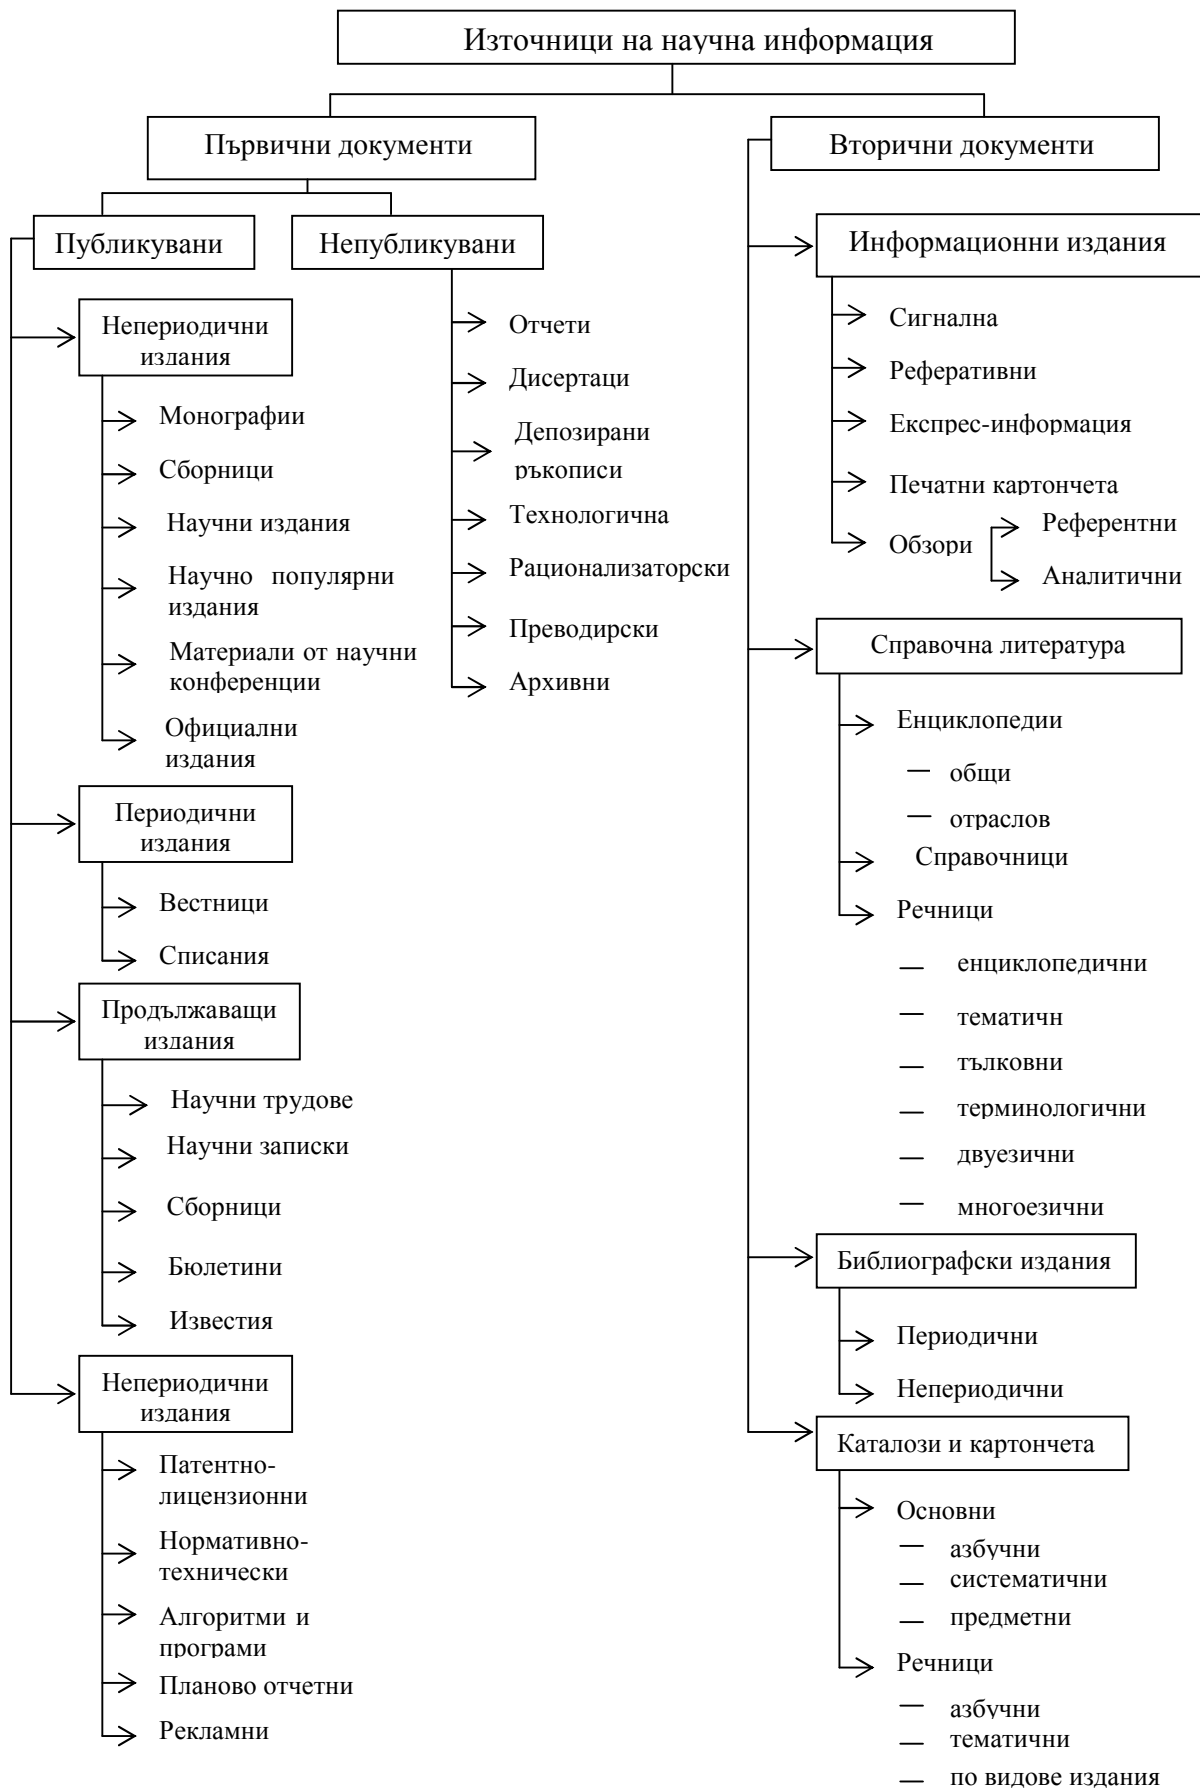 Източници на научна информация
Първични документи
Публикувани
Непериодични
издания
Монографии
Сборници
Научни издания
Научно популярни
издания
Материали от научни
конференции
Официални
издания
Периодични
издания
Вестници
Списания
Продължаващи
издания
Научни трудове
Научни записки
Сборници
Бюлетини
Известия
Непериодични
издания
Патентно-
лицензионни
Нормативно-
технически
Алгоритми и
програми
Планово отчетни
Рекламни
Непубликувани
Отчети
Дисертаци
Депозирани
ръкописи
Технологична
Рационализаторски
Преводирски
Архивни
Вторични документи
Информационни издания
Сигнална
Реферативни
Експрес-информация
Печатни картончета
Обзори
Референтни
Аналитични
Справочна литература
Енциклопедии
— общи
— отраслов
Справочници
Речници
— енциклопедични
— тематичн
— тълковни
— терминологични
— двуезични
— многоезични
Библиографски издания
Периодични
Непериодични
Каталози и картончета
Основни
— азбучни
— систематични
— предметни
Речници
— азбучни
— тематични
— по видове издания